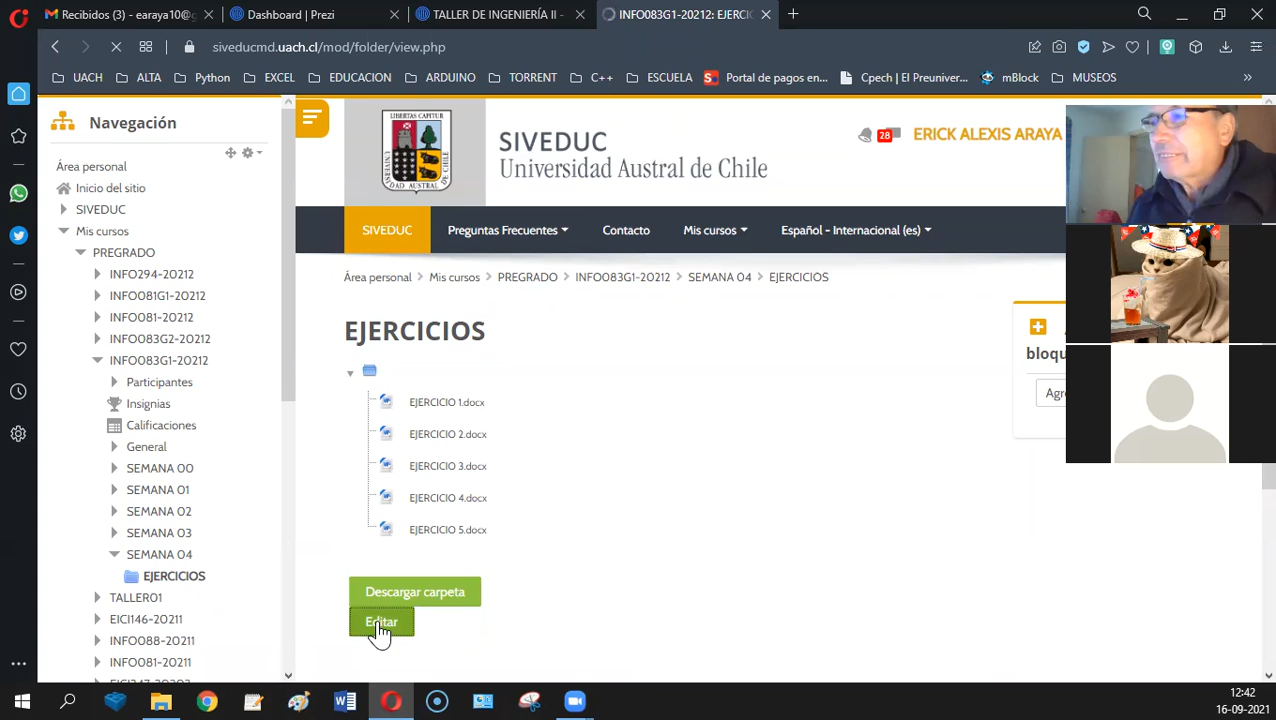 Recibidos (3) - earaya10@g
Dashboard | Prezi
TALLER DE INGENIERÍA II -
INFO083G1-20212: EJERCIC
siveducmd.uach.cl/mod/folder/view.php
UACH
ALTA
Python
EXCEL
EDUCACION
ARDUINO
TORRENT
C++
ESCUELA
Portal de pagos en...
Cpech | El Preuniver...
mBlock
MUSEOS
Navegación
Área personal
Inicio del sitio
SIVEDUC
Mis cursos
PREGRADO
INFO294-20212
INFO081G1-20212
INFO081-20212
INFO083G2-20212
INFO083G1-20212
Participantes
Insignias
Calificaciones
General
SEMANA 00
SEMANA 01
SEMANA 02
SEMANA 03
SEMANA 04
EJERCICIOS
TALLER01
EICI146-20211
INFO088-20211
INFO081-20211
LIBERTAS CAPITUR
SIVEDUC
Universidad Austral de Chile
28
ERICK ALEXIS ARAYA
SIVEDUC
Preguntas Frecuentes
Contacto
Mis cursos
Español - Internacional (es)
Área personal
Mis cursos
PREGRADO
INFO083G1-20212
SEMANA 04
EJERCICIOS
EJERCICIOS
EJERCICIO 1.docx
EJERCICIO 2.docx
EJERCICIO 3.docx
EJERCICIO 4.docx
EJERCICIO 5.docx
Descargar carpeta
Editar
bloqu
Agr
12:42
16-09-2021